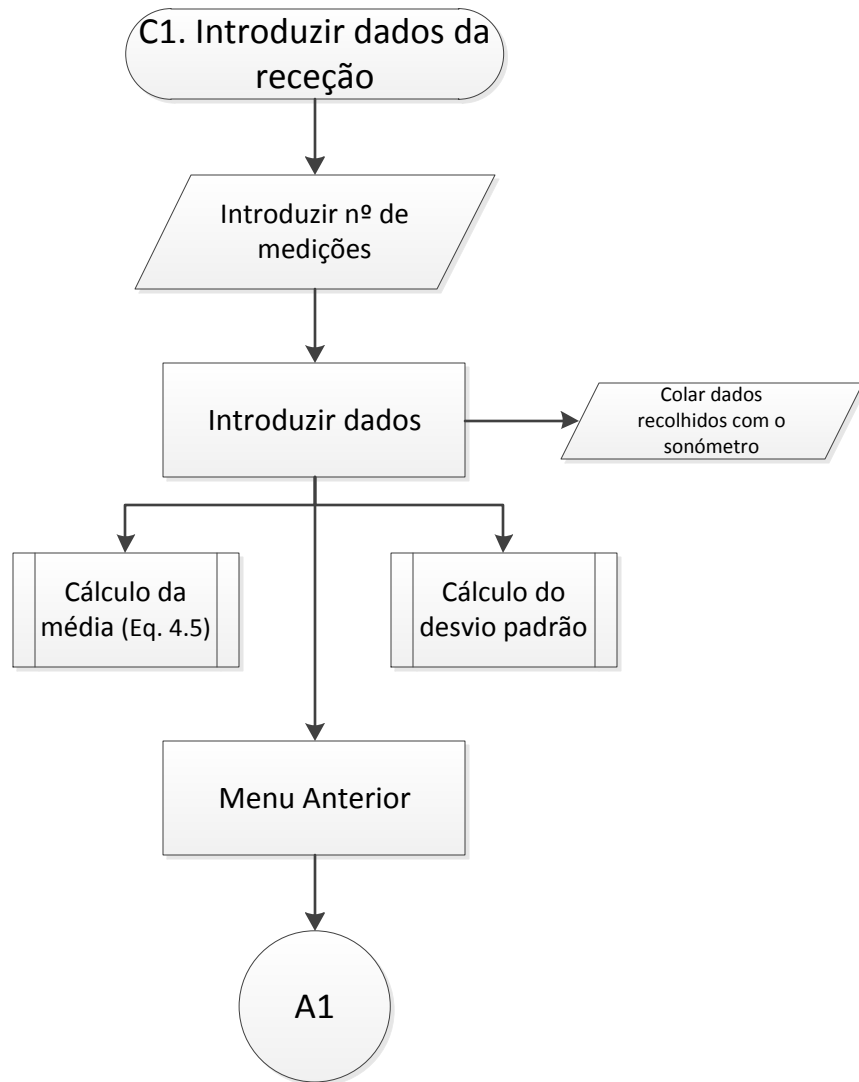 C1. Introduzir dados da
receção
Introduzir nº de
medições
Introduzir dados
Colar dados
recolhidos com o
sonómetro
Cálculo da
média (Eq. 4.5)
Cálculo do
desvio padrão
Menu Anterior
A1